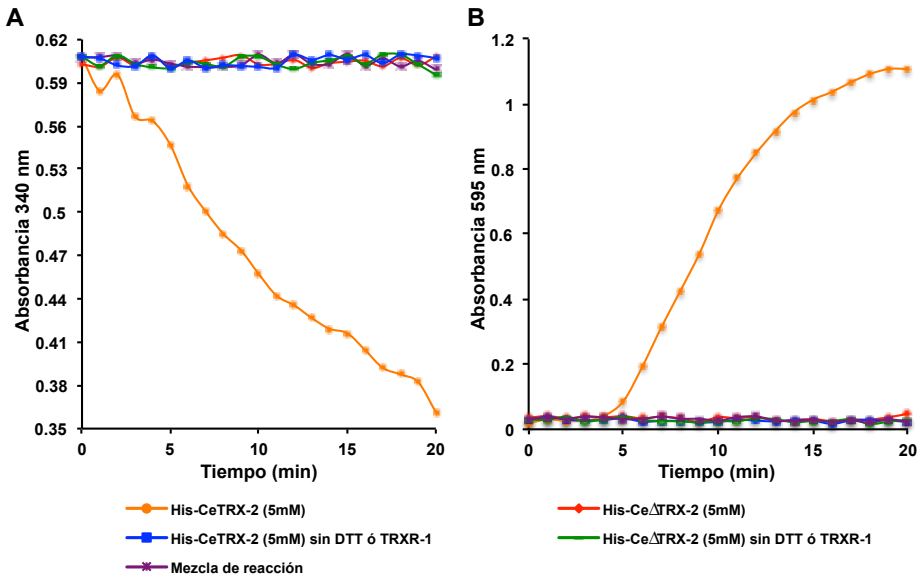 A
B
Absorbancia 340 nm
0.62
0.59
0.56
0.53
0.5
0.47
0.44
0.41
0.38
0.35
0
5
10
15
20
Tiempo (min)
Absorbancia 595 nm
1.2
1
0.8
0.6
0.4
0.2
0
0
5
10
15
20
Tiempo (min)
His-CeTRX-2 (5mM)
His-CeTRX-2 (5mM) sin DTT ó TRXR-1
Mezcla de reacción
His-CeΔTRX-2 (5mM)
His-CeΔTRX-2 (5mM) sin DTT ó TRXR-1